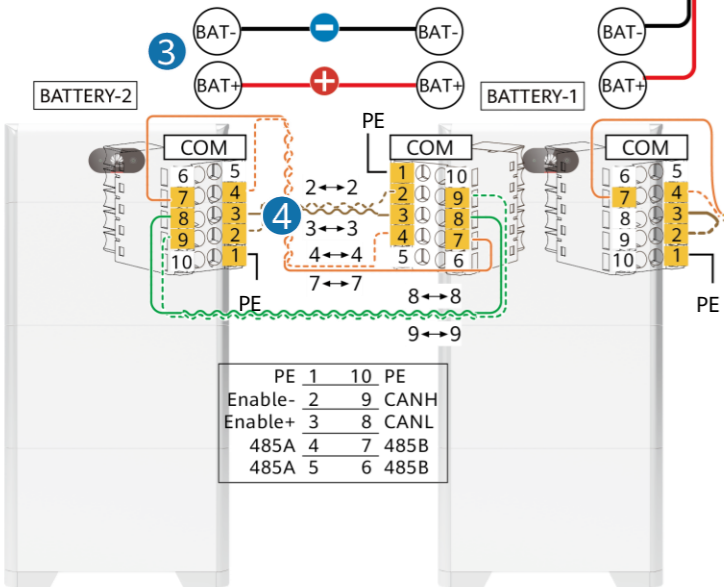 BAT- BAT- BAT-
3
BAT+ BAT+ BAT+
BATTERY-2 BATTERY-1
PE
COM COM COM
6 5
7 4
8 3
9 2
10 1
PE
2↔2
4
3↔3
4↔4
7↔7
1 10
2 9
3 8
4 7
5 6
8↔8
9↔9
6 5
7 4
8 3
9 2
10 1
PE
PE 1 10 PE
Enable- 2 9 CANH
Enable+ 3 8 CANL
485A 4 7 485B
485A 5 6 485B